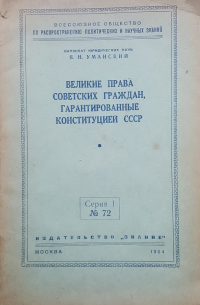 ВСЕСОЮЗНОЕ ОБЩЕСТВО
ПО РАСПРОСТРАНЕНИЮ ПОЛИТИЧЕСКИХ И НАУЧНЫХ ЗНАНИЙ
КАНДИДАТ ЮРИДИЧЕСКИХ НАУК
УМАНСКИЙ
ВЕЛИКИЕ ПРАВА
СОВЕТСКИХ ГРАЖДАН,
ГАРАНТИРОВАННЫЕ
КОНСТИТУЦИЕЙ СССР
Серия I
№ 72
ИЗДАТЕЛЬСТВО „ЗНАНИЕ"
МОСКВА 1954